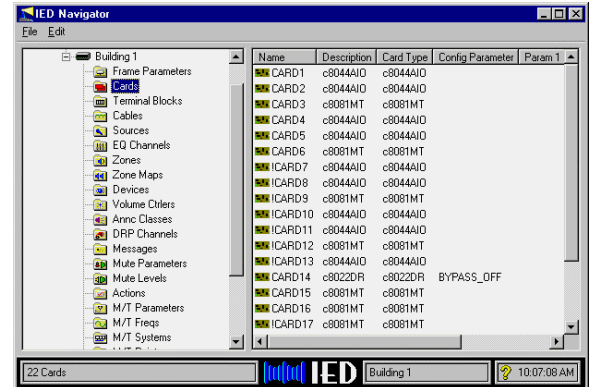 IED Navigator
File Edit
Building 1
Frame Parameters
Cards
Terminal Blocks
Cables
Sources
EQ Channels
Zones
Zone Maps
Devices
Volume Ctrlers
Annc Classes
DRP Channels
Messages
Mute Parameters
Mute Levels
Actions
M/T Parameters
M/T Freqs
M/T Systems
Name Description Card Type Config Parameter Param 1
CARD1 c8044AIO c8044AIO
CARD2 c8044AIO c8044AIO
CARD3 c8081MT c8081MT
CARD4 c8044AIO c8044AIO
CARD5 c8044AIO c8044AIO
CARD6 c8081MT c8081MT
!CARD7 c8044AIO c8044AIO
!CARD8 c8044AIO c8044AIO
!CARD9 c8081MT c8081MT
!CARD10 c8044AIO c8044AIO
!CARD11 c8044AIO c8044AIO
!CARD12 c8081MT c8081MT
!CARD13 c8044AIO c8044AIO
CARD14 c8022DR c8022DR BYPASS_OFF
CARD15 c8081MT c8081MT
CARD16 c8081MT c8081MT
!CARD17 c8081MT c8081MT
22 Cards
IED
Building 1
10:07:08 AM